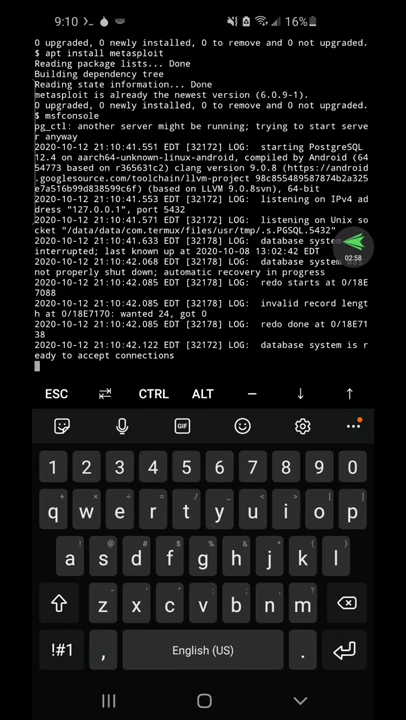 9:10
16%
0 upgraded, 0 newly installed, 0 to remove and 0 not upgraded.
$ apt install metasploit
Reading package lists... Done
Building dependency tree
Reading state information... Done
metasploit is already the newest version (6.0.9-1).
0 upgraded, 0 newly installed, 0 to remove and 0 not upgraded.
$ msfconsole
pg_ctl: another server might be running; trying to start serve
r anyway
2020-10-12 21:10:41.551 EDT [32172] LOG:  starting PostgreSQL
12.4 on aarch64-unknown-linux-android, compiled by Android (64
54773 based on r365631c2) clang version 9.0.8 (https://android
.googlesource.com/toolchain/llvm-project 98c855489587874b2a325
e7a516b99d838599c6f) (based on LLVM 9.0.8svn), 64-bit
2020-10-12 21:10:41.553 EDT [32172] LOG:  listening on IPv4 ad
dress "127.0.0.1", port 5432
2020-10-12 21:10:41.571 EDT [32172] LOG:  listening on Unix so
cket "/data/data/com.termux/files/usr/tmp/.s.PGSQL.5432"
2020-10-12 21:10:41.633 EDT [32178] LOG:  database system
interrupted; last known up at 2020-10-08 13:02:42 EDT
2020-10-12 21:10:42.068 EDT [32178] LOG:  database system
not properly shut down; automatic recovery in progress
2020-10-12 21:10:42.085 EDT [32178] LOG:  redo starts at 0/18E
7088
2020-10-12 21:10:42.085 EDT [32178] LOG:  invalid record lengt
h at 0/18E7170: wanted 24, got 0
2020-10-12 21:10:42.085 EDT [32178] LOG:  redo done at 0/18E71
38
2020-10-12 21:10:42.122 EDT [32172] LOG:  database system is r
eady to accept connections
02:58
ESC CTRL ALT
GIF
1 2 3 4 5 6 7 8 9 0
q w e r t y u i o p
a s d f g h j k l
z x c v b n m
!#1 , English (US) .